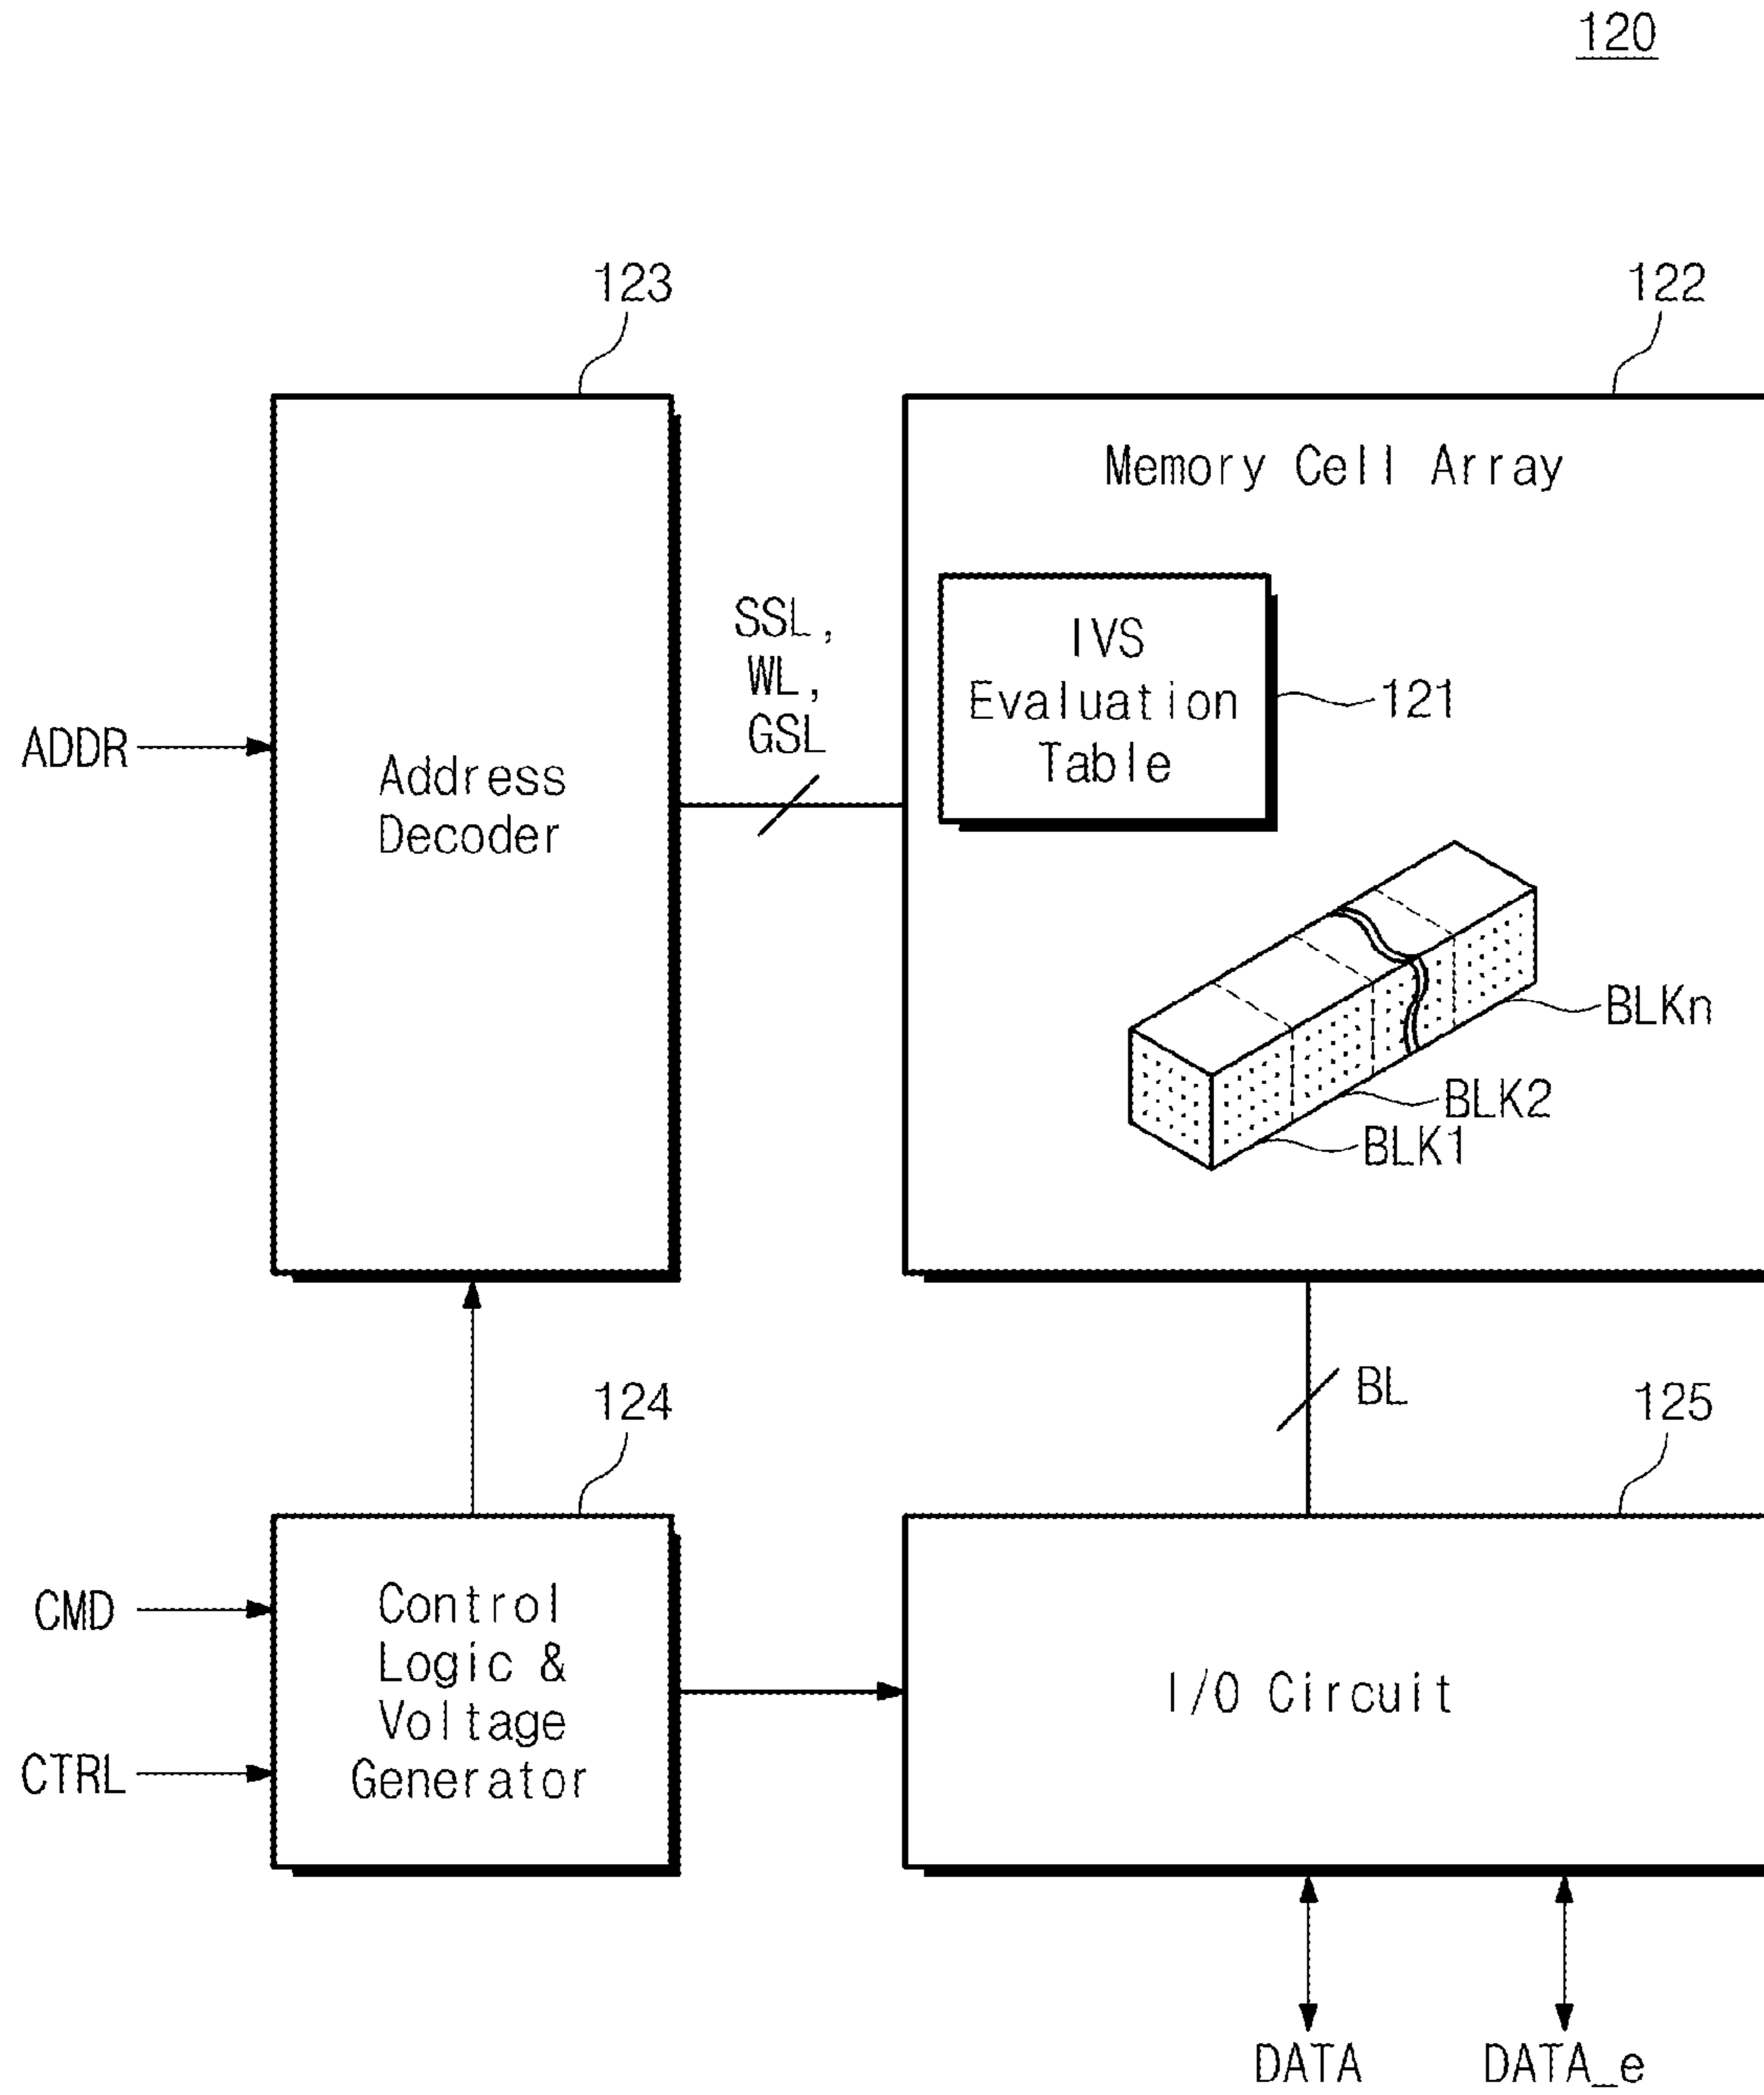 120
123
122
Memory Cell Array
SSL,
WL,
GSL
IVS
Evaluation
Table
121
ADDR
Address
Decoder
BLKn
BLK2
BLK1
BL
124
125
CMD
CTRL
Control
Logic &
Voltage
Generator
I/O Circuit
DATA
DATA_e